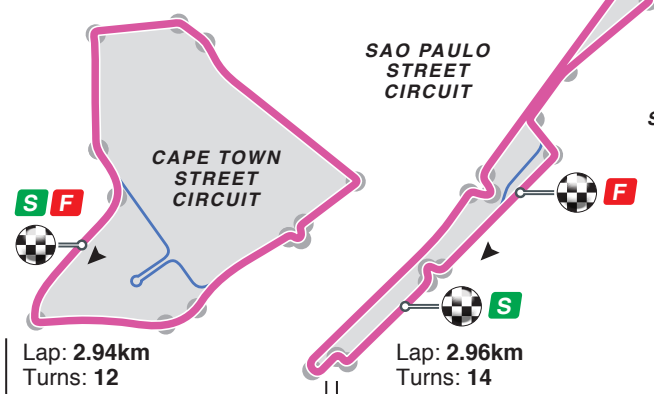 SAO PAULO
STREET
CIRCUIT
CAPE TOWN
STREET
CIRCUIT
S F
F
S
Lap: 2.94km
Turns: 12
Lap: 2.96km
Turns: 14